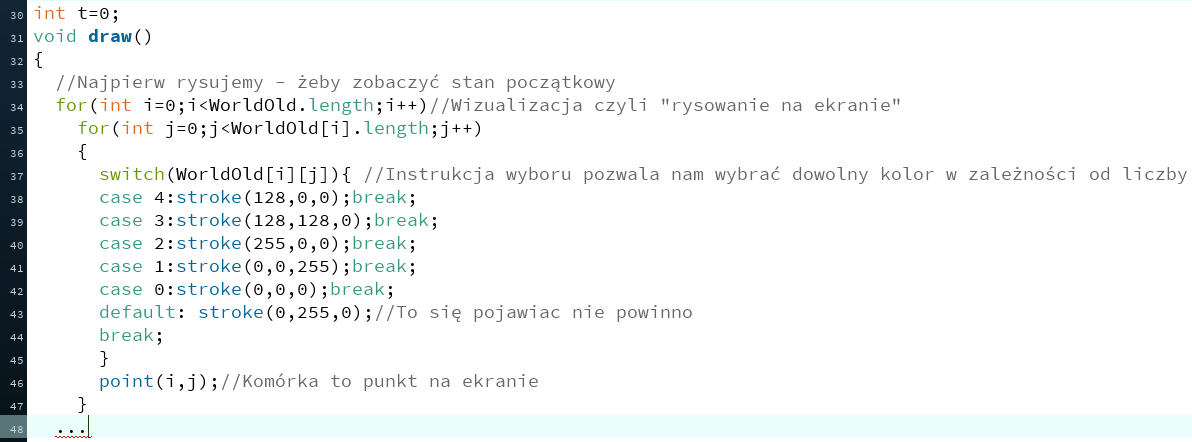 30 int t=0;
31 void draw()
32 {
33   //Najpierw rysujemy - żeby zobaczyć stan początkowy
34   for(int i=0;i<WorldOld.length;i++)//Wizualizacja czyli "rysowanie na ekranie"
35     for(int j=0;j<WorldOld[i].length;j++)
36     {
37       switch(WorldOld[i][j]){ //Instrukcja wyboru pozwala nam wybrać dowolny kolor w zależności od liczby
38       case 4:stroke(128,0,0);break;
39       case 3:stroke(128,128,0);break;
40       case 2:stroke(255,0,0);break;
41       case 1:stroke(0,0,255);break;
42       case 0:stroke(0,0,0);break;
43       default: stroke(0,255,0);//To się pojawiac nie powinno
44       break;
45       }
46       point(i,j);//Komórka to punkt na ekranie
47     }
48   ...